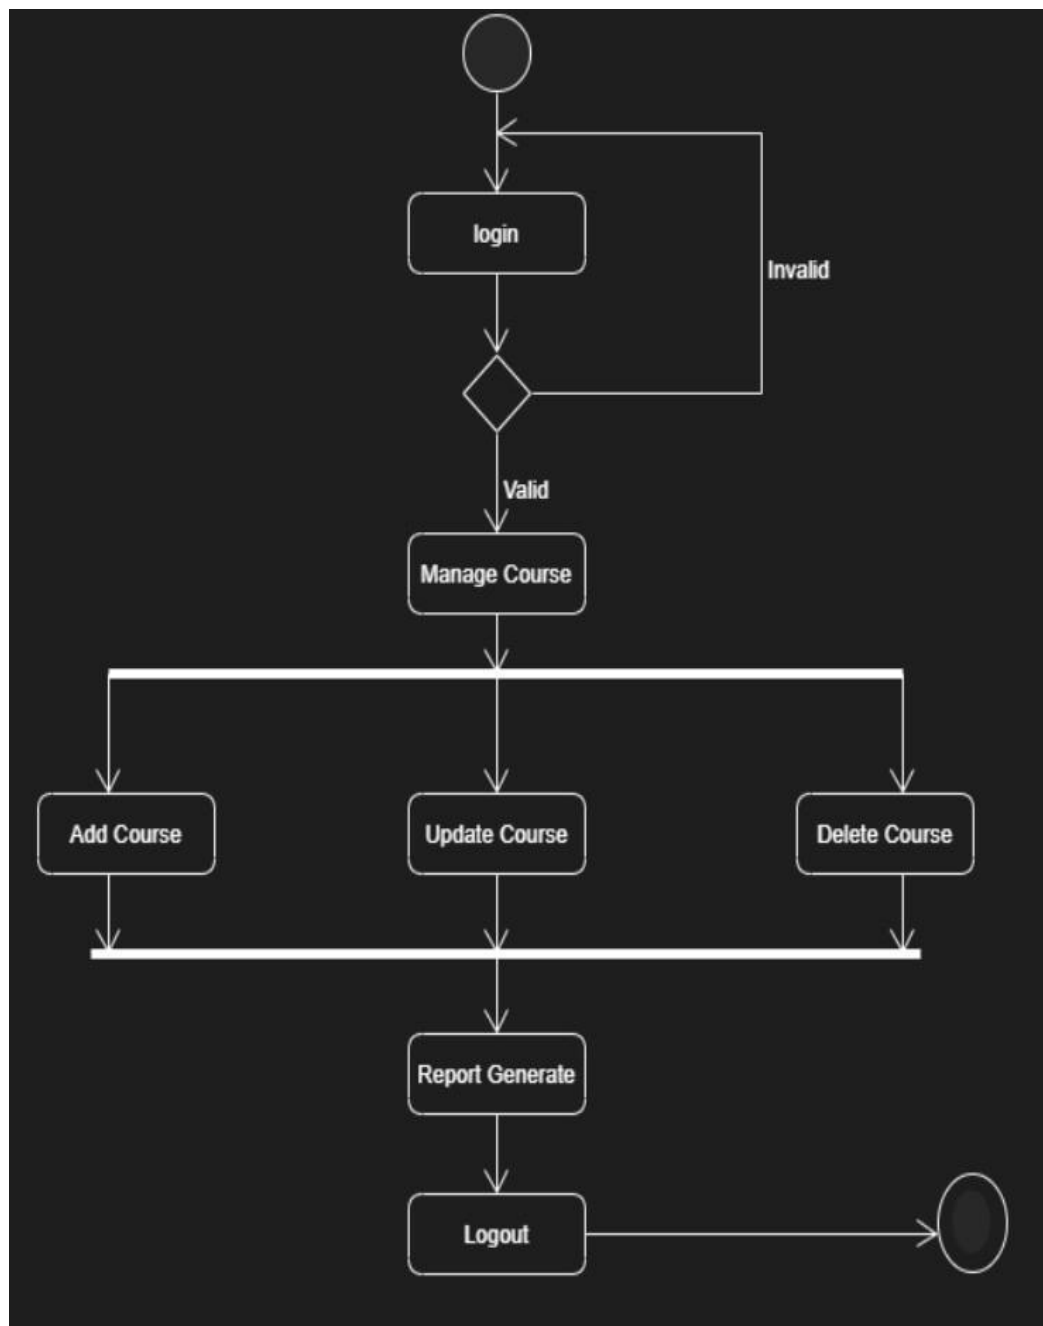 login
Invalid
Valid
Manage Course
Add Course
Update Course
Delete Course
Report Generate
Logout